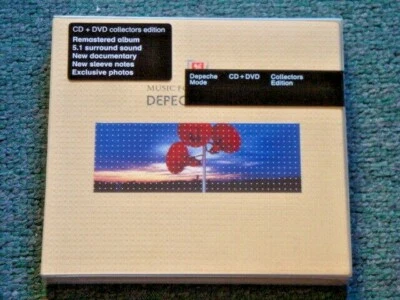 CD + DVD collectors edition
Remastered album
5.1 surround sound
New documentary
New sleeve notes
Exclusive photos
Depeche Mode CD + DVD Collectors Edition
MUSIC FO
DEPEC